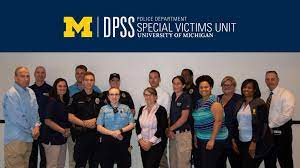 M DPSS
POLICE DEPARTMENT
SPECIAL VICTIMS UNIT
UNIVERSITY OF MICHIGAN